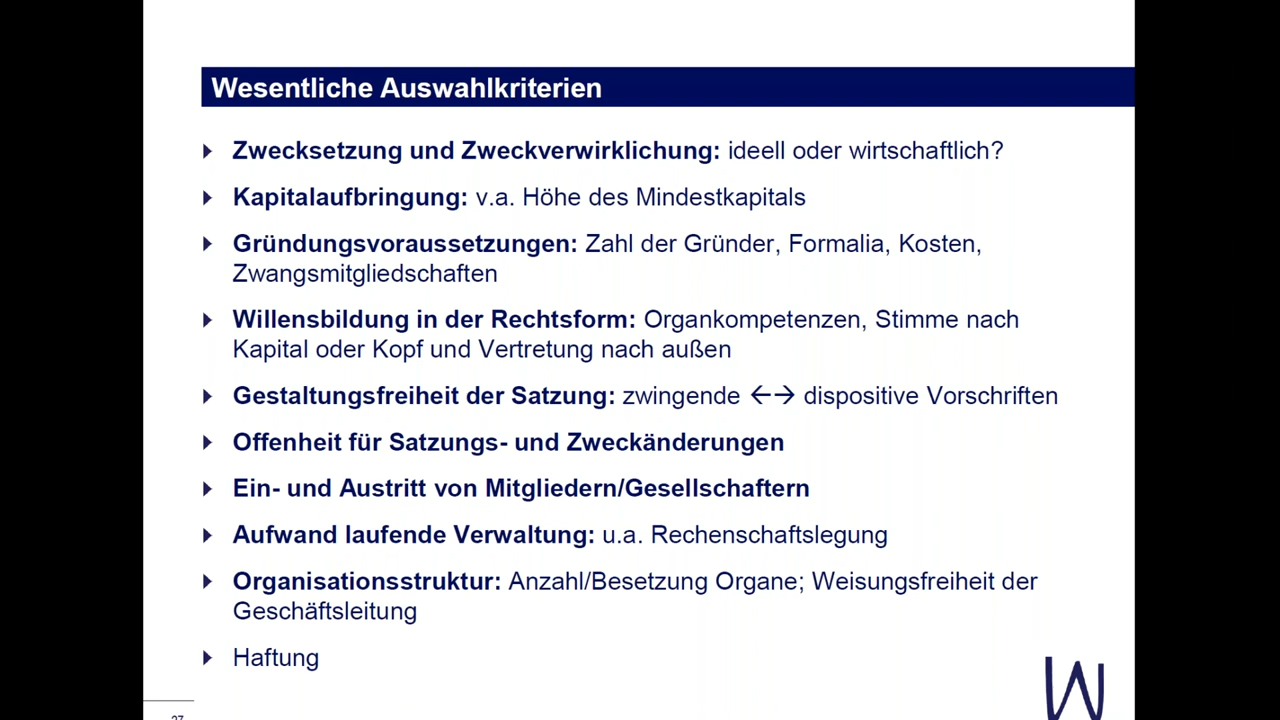 Wesentliche Auswahlkriterien
Zwecksetzung und Zweckverwirklichung: ideell oder wirtschaftlich?
Kapitalaufbringung: v.a. Höhe des Mindestkapitals
Gründungsvoraussetzungen: Zahl der Gründer, Formalia, Kosten,
Zwangsmitgliedschaften
Willensbildung in der Rechtsform: Organkompetenzen, Stimme nach
Kapital oder Kopf und Vertretung nach außen
Gestaltungsfreiheit der Satzung: zwingende ←→ dispositive Vorschriften
Offenheit für Satzungs- und Zweckänderungen
Ein- und Austritt von Mitgliedern/Gesellschaftern
Aufwand laufende Verwaltung: u.a. Rechenschaftslegung
Organisationsstruktur: Anzahl/Besetzung Organe; Weisungsfreiheit der
Geschäftsleitung
Haftung
W